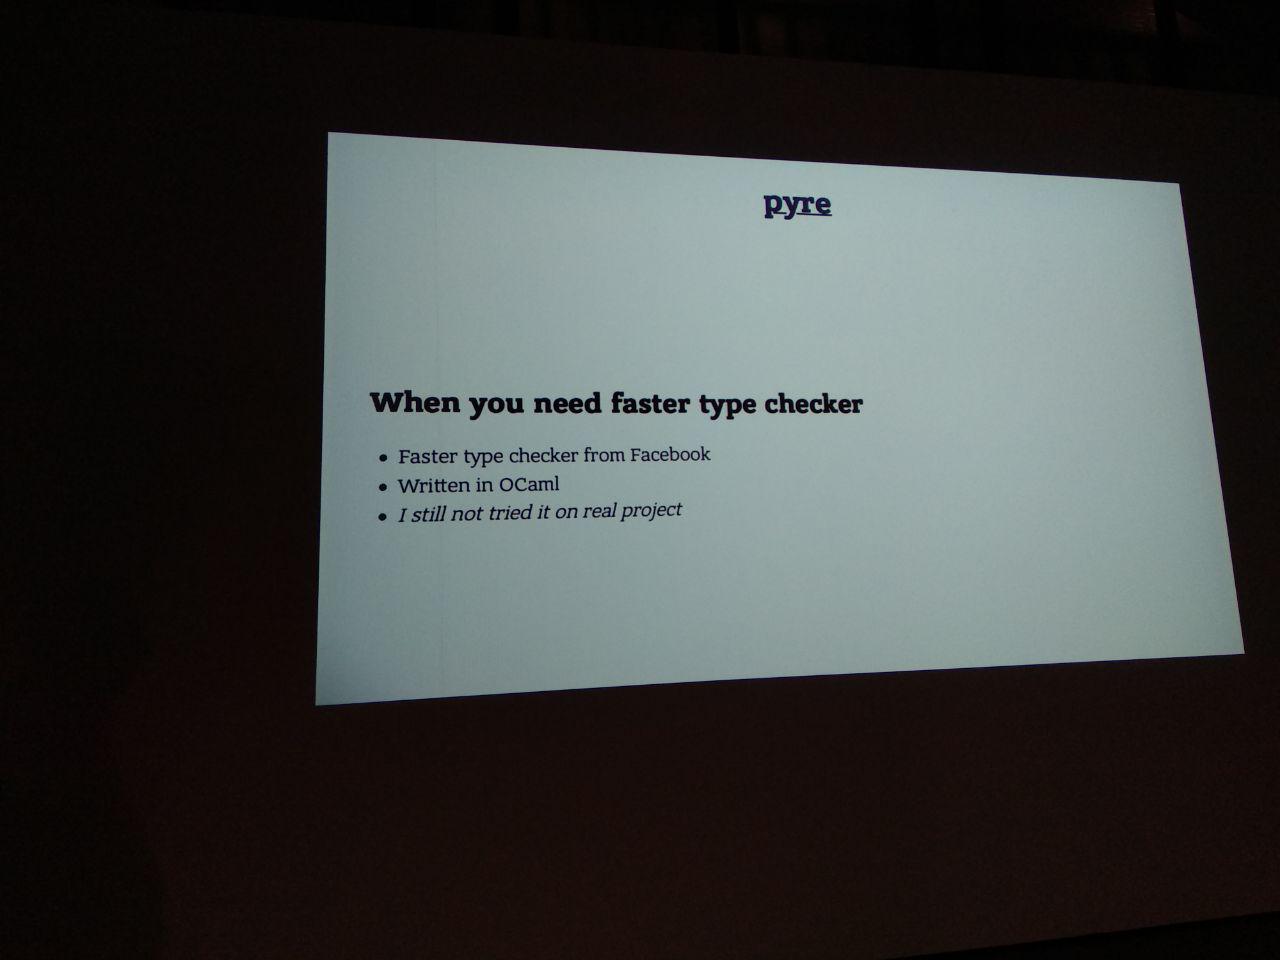 pyre
When you need faster type checker
Faster type checker from Facebook
Written in OCaml
I still not tried it on real project